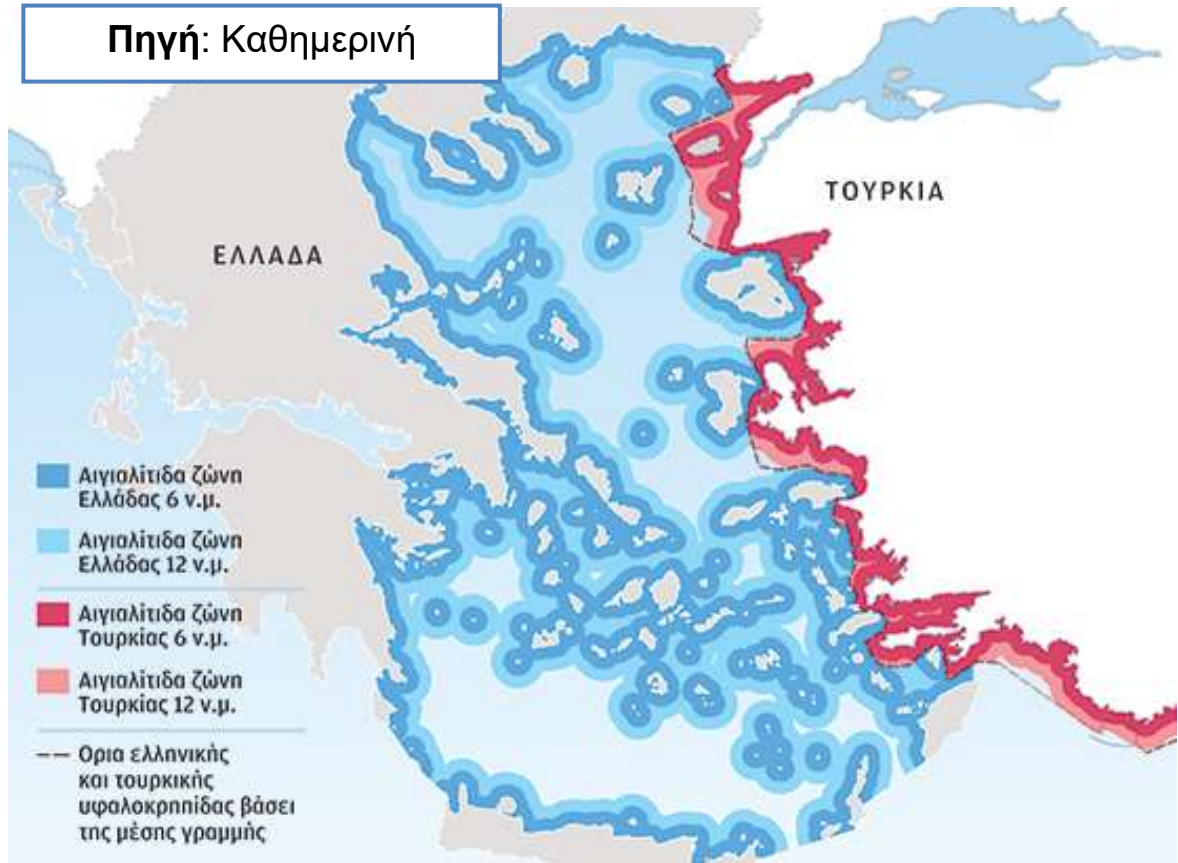 Πηγή: Καθημερινή
ΤΟΥΡΚΙΑ
ΕΛΛΑΔΑ
Αιγιαλίτιδα ζώνη
Ελλάδας 6 ν.μ.
Αιγιαλίτιδα ζώνη
Ελλάδας 12 ν.μ.
Αιγιαλίτιδα ζώνη
Τουρκίας 6 ν.μ.
Αιγιαλίτιδα ζώνη
Τουρκίας 12 ν.μ.
Ορια ελληνικής
και τουρκικής
υφαλοκρηπίδας βάσει
της μέσης γραμμής